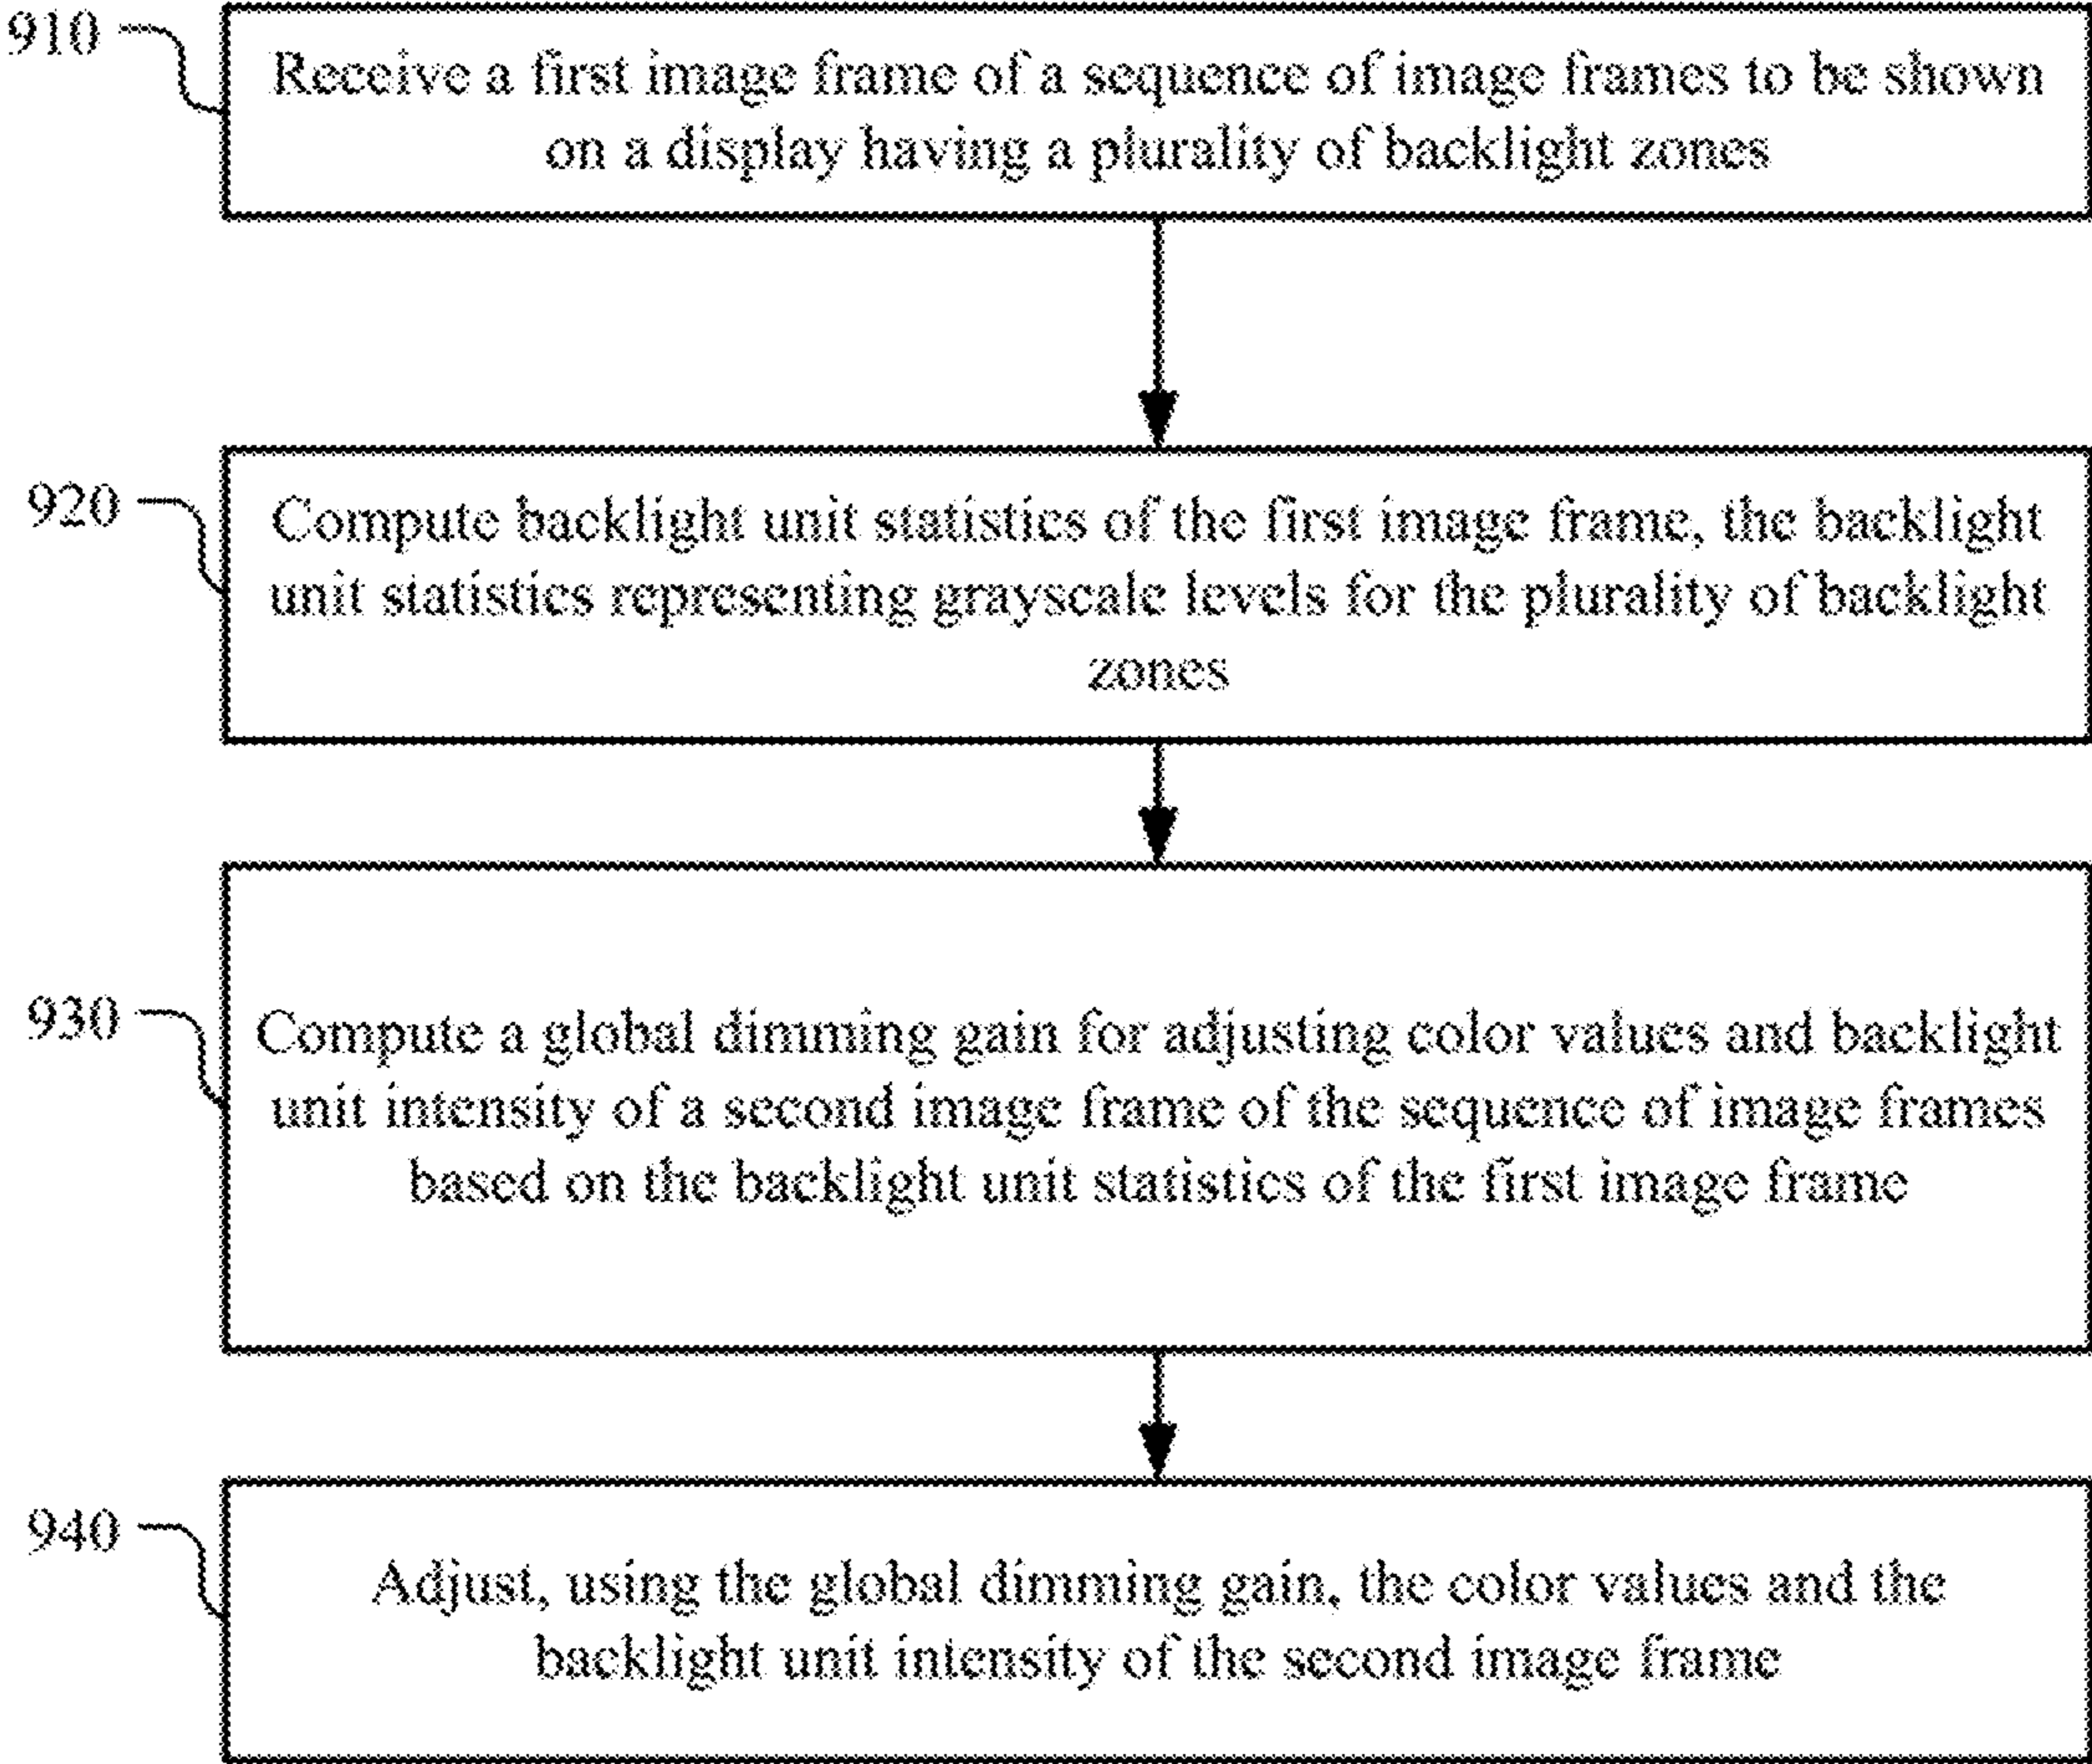 910
Receive a first image frame of a sequence of image frames to be shown
on a display having a plurality of backlight zones
920
Compute backlight unit statistics of the first image frame, the backlight
unit statistics representing grayscale levels for the plurality of backlight
zones
930
Compute a global dimming gain for adjusting color values and backlight
unit intensity of a second image frame of the sequence of image frames
based on the backlight unit statistics of the first image frame
940
Adjust, using the global dimming gain, the color values and the
backlight unit intensity of the second image frame